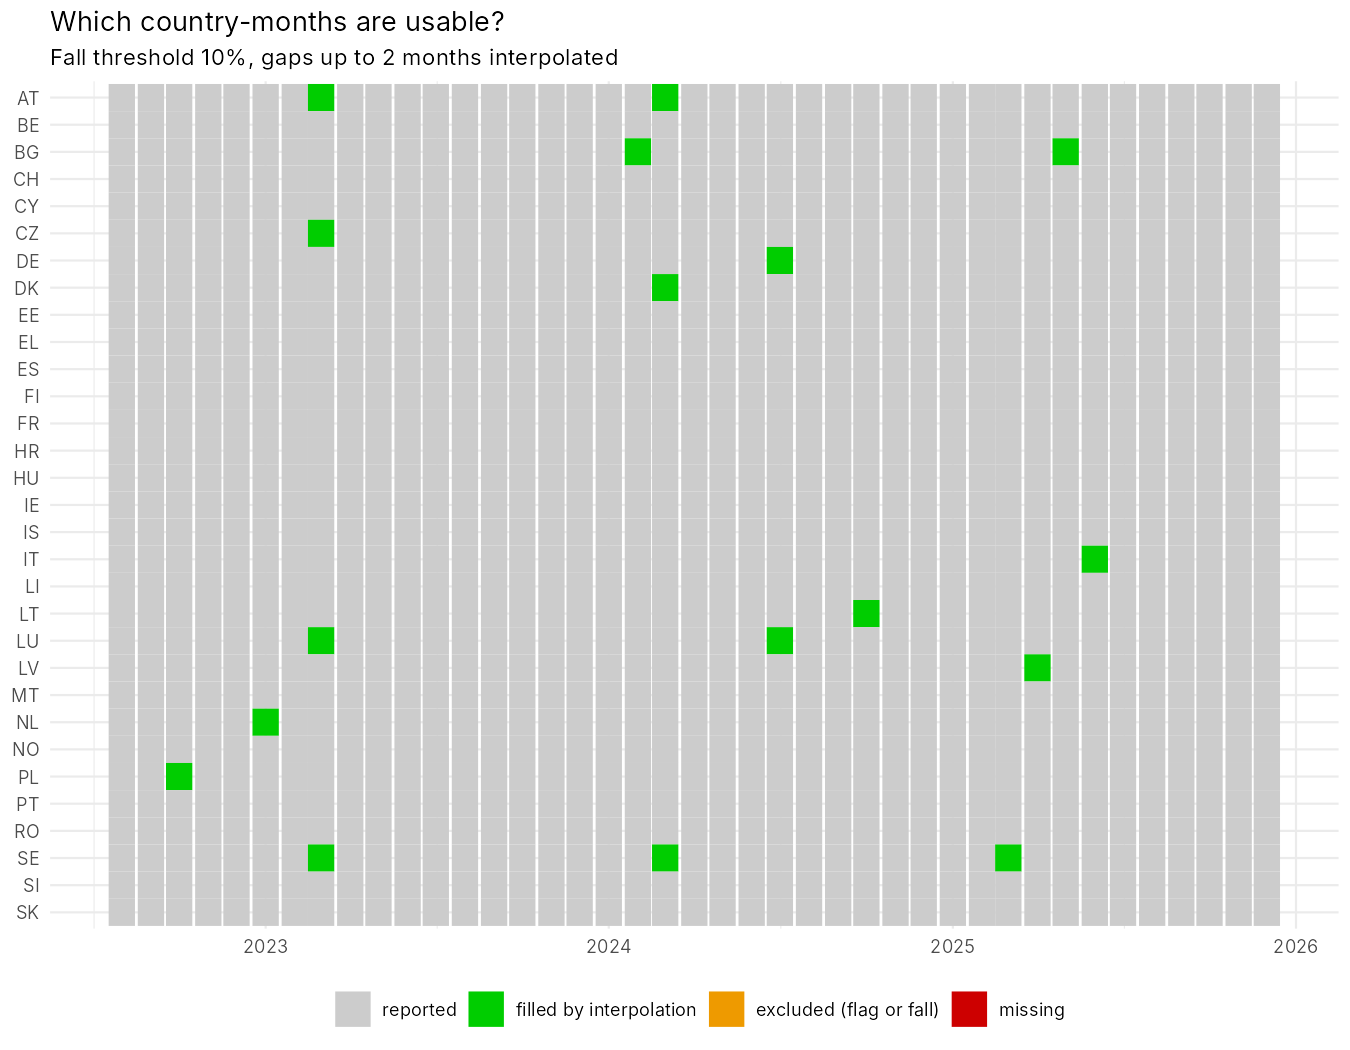 Which country-months are usable?
Fall threshold 10%, gaps up to 2 months interpolated
AT
BE
BG
CH
CY
CZ
DE
DK
EE
EL
ES
FI
FR
HR
HU
IE
IS
IT
LI
LT
LU
LV
MT
NL
NO
PL
PT
RO
SE
SI
SK
2023 2024 2025 2026
reported filled by interpolation excluded (flag or fall) missing